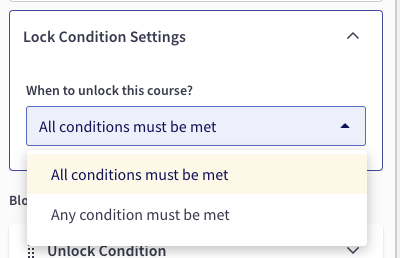 Lock Condition Settings
When to unlock this course?
All conditions must be met
All conditions must be met
Any condition must be met
Unlock Condition